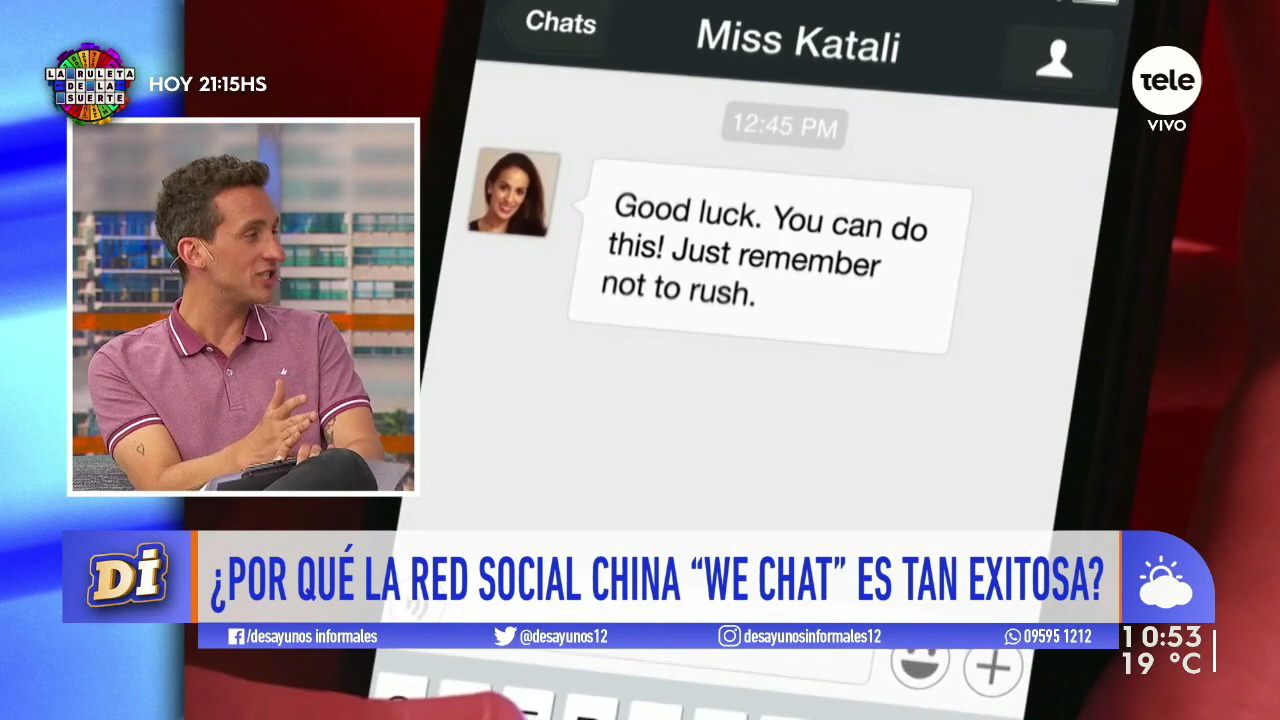 LA RULETA
DE LA
SUERTE
HOY 21:15HS
tele
VIVO
Chats
Miss Katali
12:45 PM
Good luck. You can do
this! Just remember
not to rush.
Di
¿POR QUÉ LA RED SOCIAL CHINA “WE CHAT” ES TAN EXITOSA?
/desayunos informales
@desayunos12
desayunosinformales12
09595 1212
10:53
19 °C